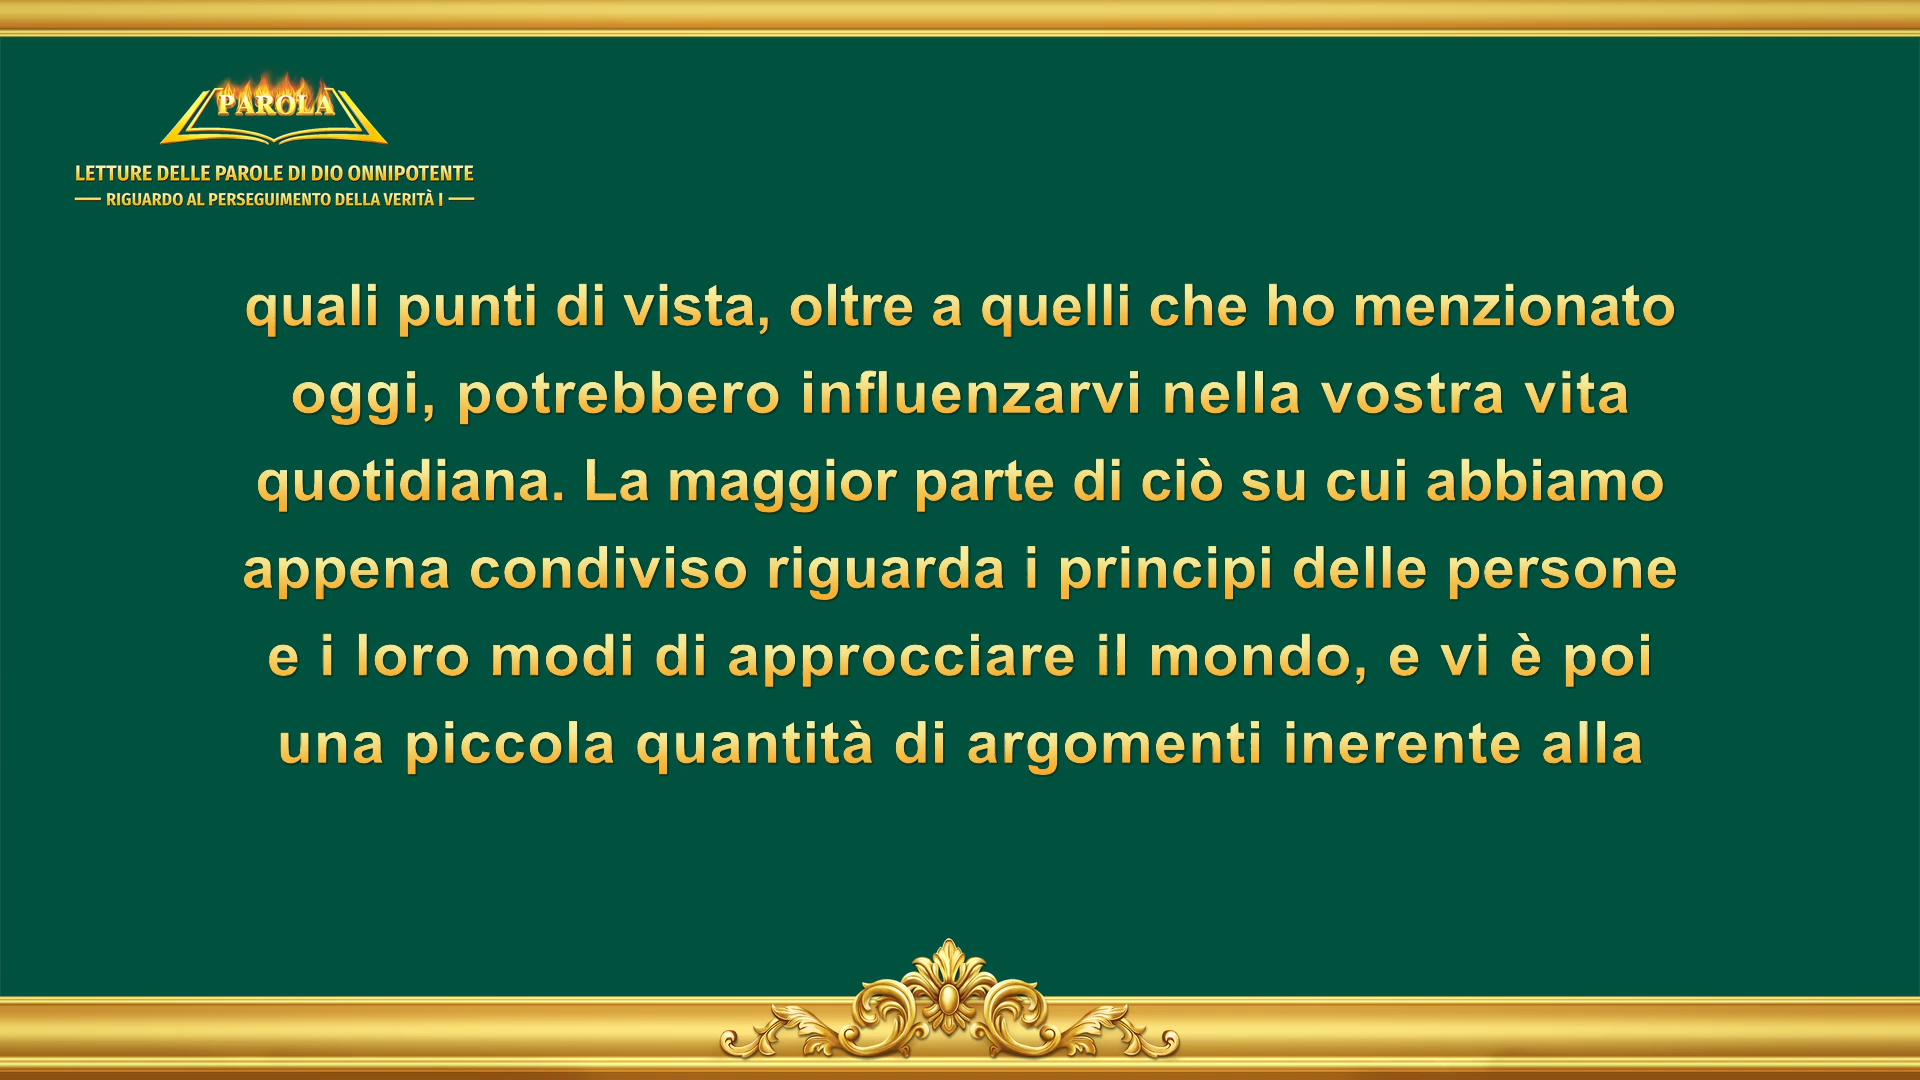 PAROLA
LETTURE DELLE PAROLE DI DIO ONNIPOTENTE
— RIGUARDO AL PERSEGUIMENTO DELLA VERITÀ I —
quali punti di vista, oltre a quelli che ho menzionato
oggi, potrebbero influenzarvi nella vostra vita
quotidiana. La maggior parte di ciò su cui abbiamo
appena condiviso riguarda i principi delle persone
e i loro modi di approcciare il mondo, e vi è poi
una piccola quantità di argomenti inerente alla